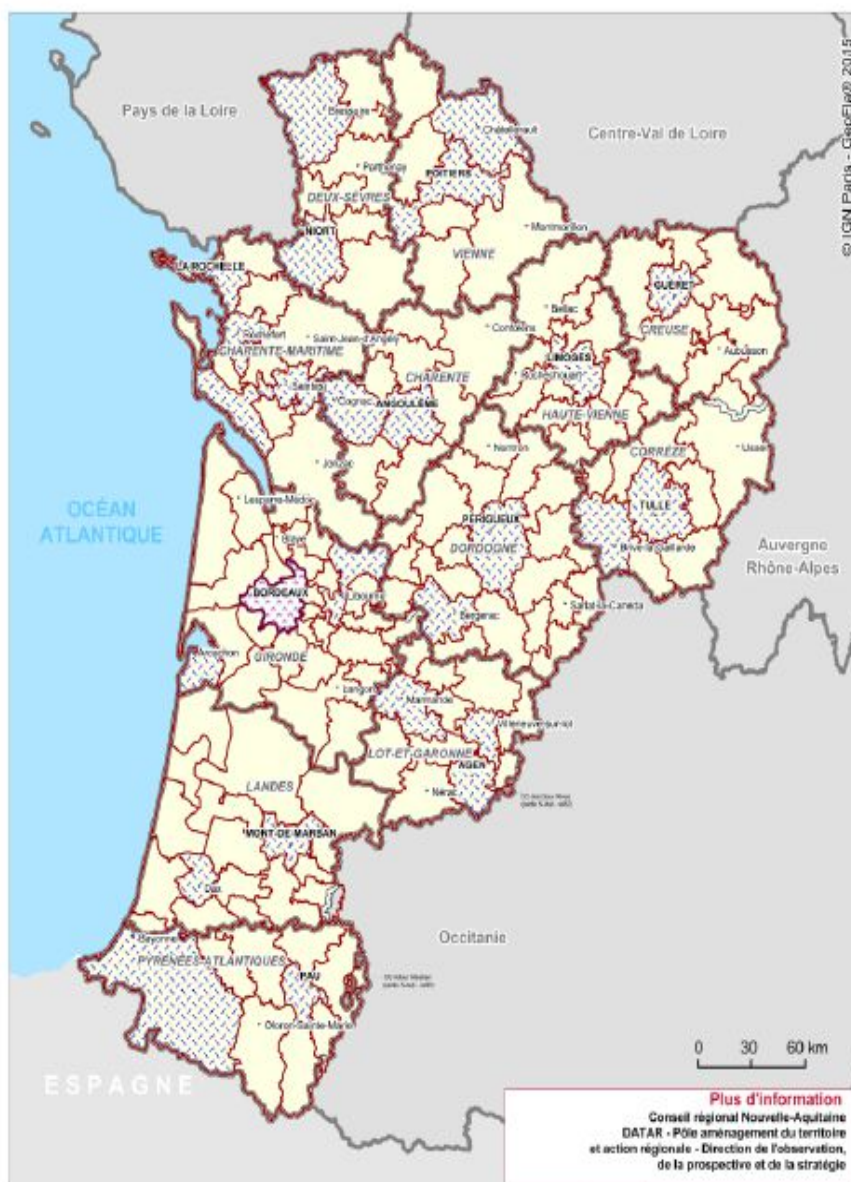 © IGN Paris - GeoFla® 2015
Pays de la Loire
Centre-Val de Loire
Bressuire
Châtellerault
Parthenay
POITIERS
DEUX-SÈVRES
NIORT
Montmorillon
VIENNE
LA ROCHELLE
GUÉRET
Bellac
CREUSE
Rochefort
Saint-Jean-d'Angély
Confolens
CHARENTE-MARITIME
LIMOGES
Aubusson
Rochechouart
CHARENTE
Saintes
Cognac
ANGOULÊME
HAUTE-VIENNE
Nontron
CORRÈZE
Ussel
Jonzac
Lesparre-Médoc
TULLE
OCÉAN
ATLANTIQUE
PÉRIGUEUX
Blaye
DORDOGNE
Brive-la-Gaillarde
Auvergne
Rhône-Alpes
BORDEAUX
Libourne
Bergerac
Sarlat-la-Canéda
Arcachon
GIRONDE
Langon
Marmande
Villeneuve-sur-lot
LOT-ET-GARONNE
AGEN
LANDES
Nérac
MONT-DE-MARSAN
Dax
Occitanie
Bayonne
PYRÉNÉES-ATLANTIQUES
PAU
Oloron-Sainte-Marie
0 30 60 km
ESPAGNE
Plus d'information
Conseil régional Nouvelle-Aquitaine
DATAR - Pôle aménagement du territoire
et action régionale - Direction de l'observation,
de la prospective et de la stratégie